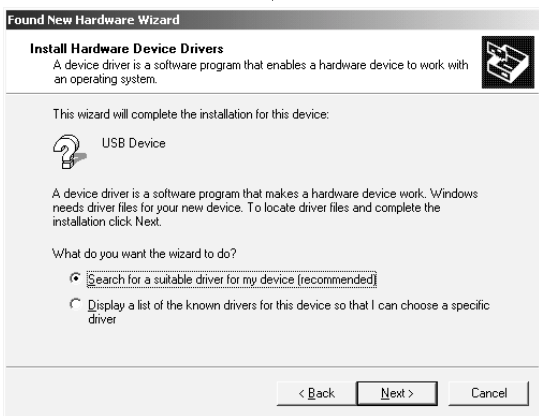 Found New Hardware Wizard
Install Hardware Device Drivers
A device driver is a software program that enables a hardware device to work with
an operating system.
This wizard will complete the installation for this device:
USB Device
A device driver is a software program that makes a hardware device work. Windows
needs driver files for your new device. To locate driver files and complete the
installation click Next.
What do you want the wizard to do?
Search for a suitable driver for my device (recommended)
Display a list of the known drivers for this device so that I can choose a specific
driver
< Back Next > Cancel